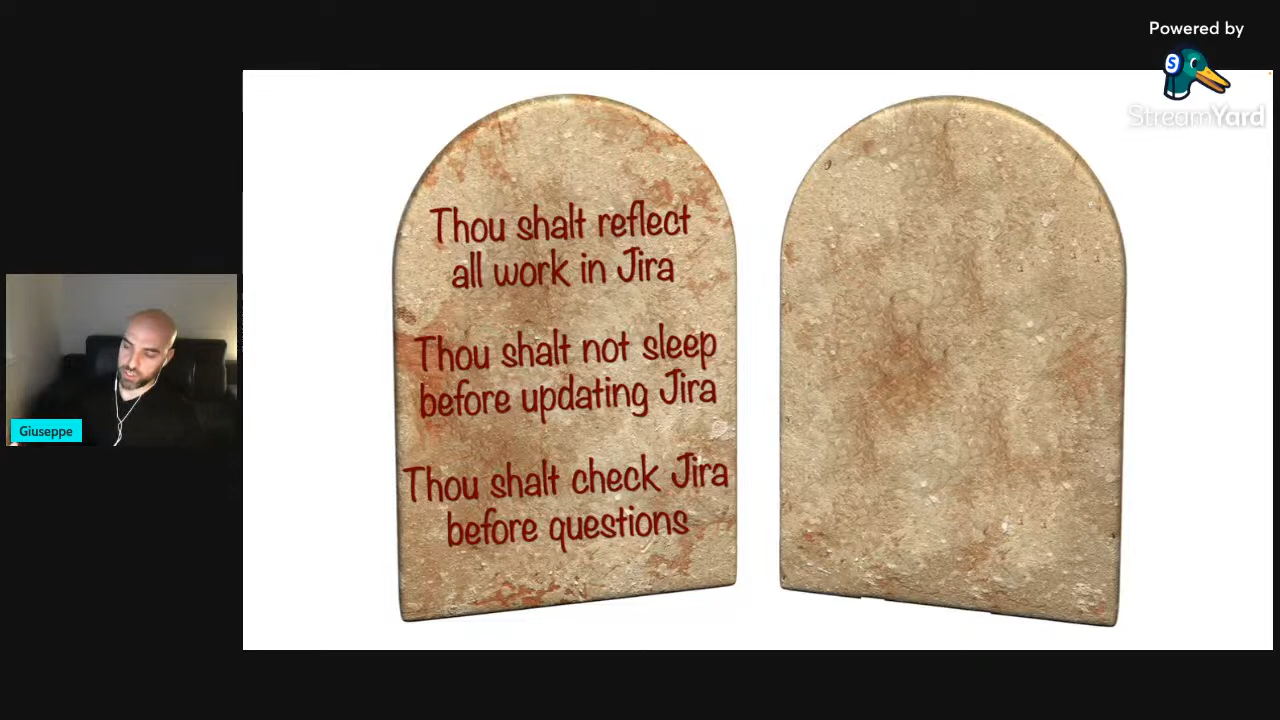 Powered by
S
StreamYard
Thou shalt reflect
all work in Jira
Thou shalt not sleep
before updating Jira
Thou shalt check Jira
before questions
Giuseppe